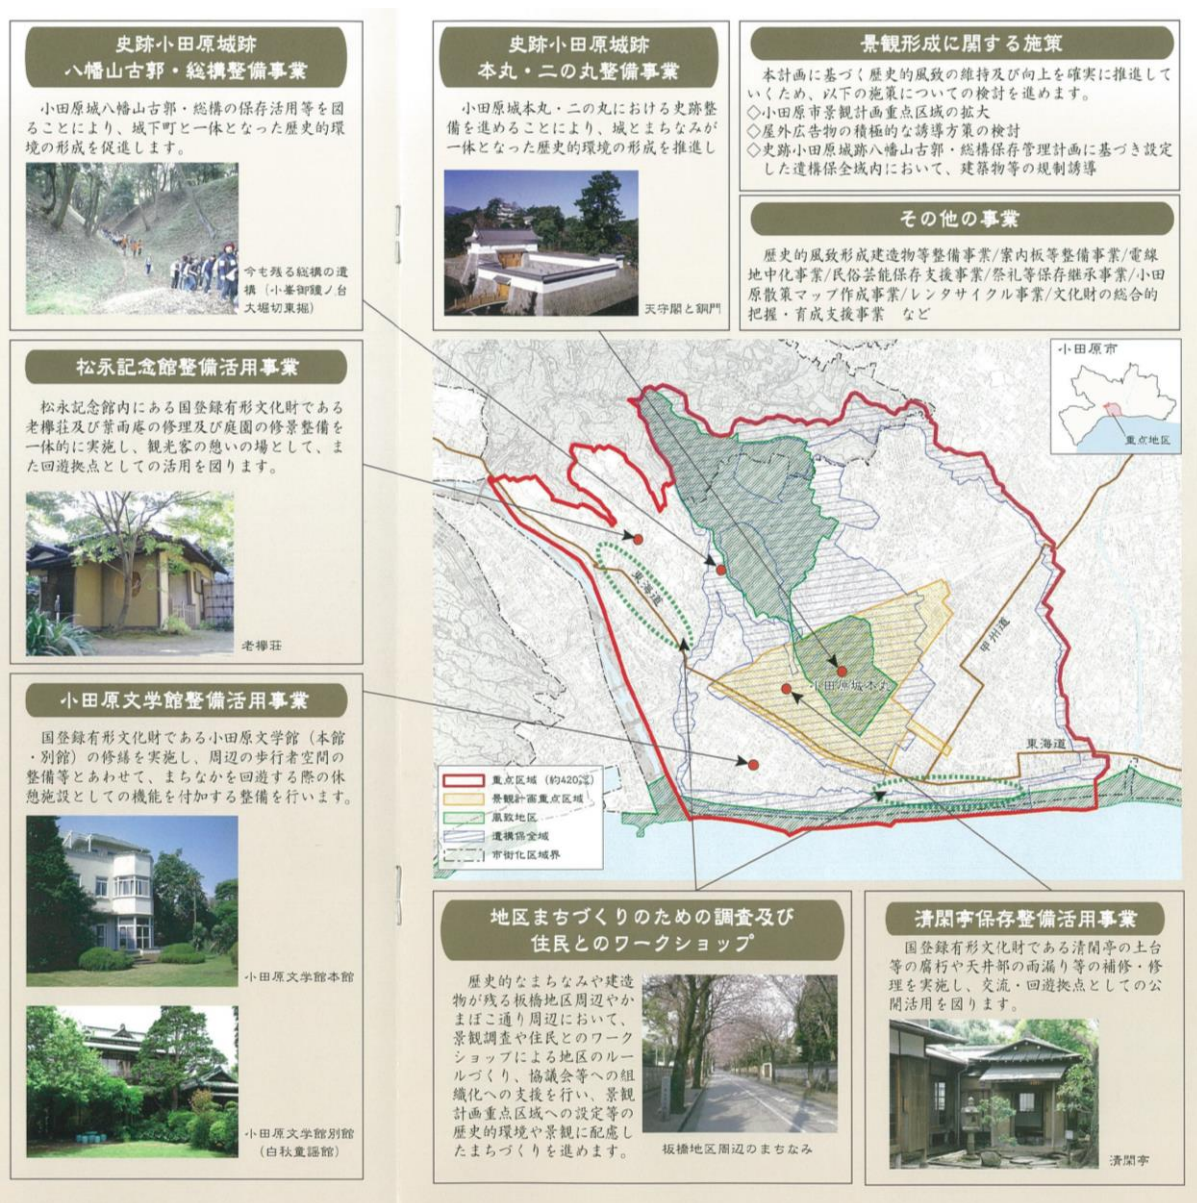 史跡小田原城跡
八幡山古郭・総構整備事業
小田原城八幡山古郭・総構の保存活用等を図
ることにより、城下町と一体となった歴史的環
境の形成を促進します。
今も残る総構の遺
構（小峯御鐘ノ台
大堀切東堀）
松永記念館整備活用事業
松永記念館内にある国登録有形文化財である
老欅荘及び葉雨庵の修理及び庭園の修景整備を
一体的に実施し、観光客の憩いの場として、ま
た回遊拠点としての活用を図ります。
老欅荘
小田原文学館整備活用事業
国登録有形文化財である小田原文学館（本館
・別館）の修繕を実施し、周辺の歩行者空間の
整備等とあわせて、まちなかを回遊する際の休
憩施設としての機能を付加する整備を行います。
小田原文学館本館
小田原文学館別館
（白秋童謡館）
史跡小田原城跡
本丸・二の丸整備事業
小田原城本丸・二の丸における史跡整
備を進めることにより、城とまちなみが
一体となった歴史的環境の形成を推進し
天守閣と銅門
景観形成に関する施策
本計画に基づく歴史的風致の維持及び向上を確実に推進して
いくため、以下の施策についての検討を進めます。
◇小田原市景観計画重点区域の拡大
◇屋外広告物の積極的な誘導方策の検討
◇史跡小田原城跡八幡山古郭・総構保存管理計画に基づき設定
した遺構保全域内において、建築物等の規制誘導
その他の事業
歴史的風致形成建造物等整備事業/案内板等整備事業/電線
地中化事業/民俗芸能保存支援事業/祭礼等保存継承事業/小田
原散策マップ作成事業/レンタサイクル事業/文化財の総合的
把握・育成支援事業　など
小田原市
重点地区
東海道
甲州道
小田原城本丸
東海道
重点区域（約420㌶）
景観計画重点区域
風致地区
遺構保全域
市街化区域界
地区まちづくりのための調査及び
住民とのワークショップ
歴史的なまちなみや建造
物が残る板橋地区周辺やか
まぼこ通り周辺において、
景観調査や住民とのワーク
ショップによる地区のルー
ルづくり、協議会等への組
織化への支援を行い、景観
計画重点区域への設定等の
歴史的環境や景観に配慮し
たまちづくりを進めます。
板橋地区周辺のまちなみ
清閑亭保存整備活用事業
国登録有形文化財である清閑亭の土台
等の腐朽や天井部の雨漏り等の補修・修
理を実施し、交流・回遊拠点としての公
開活用を図ります。
清閑亭